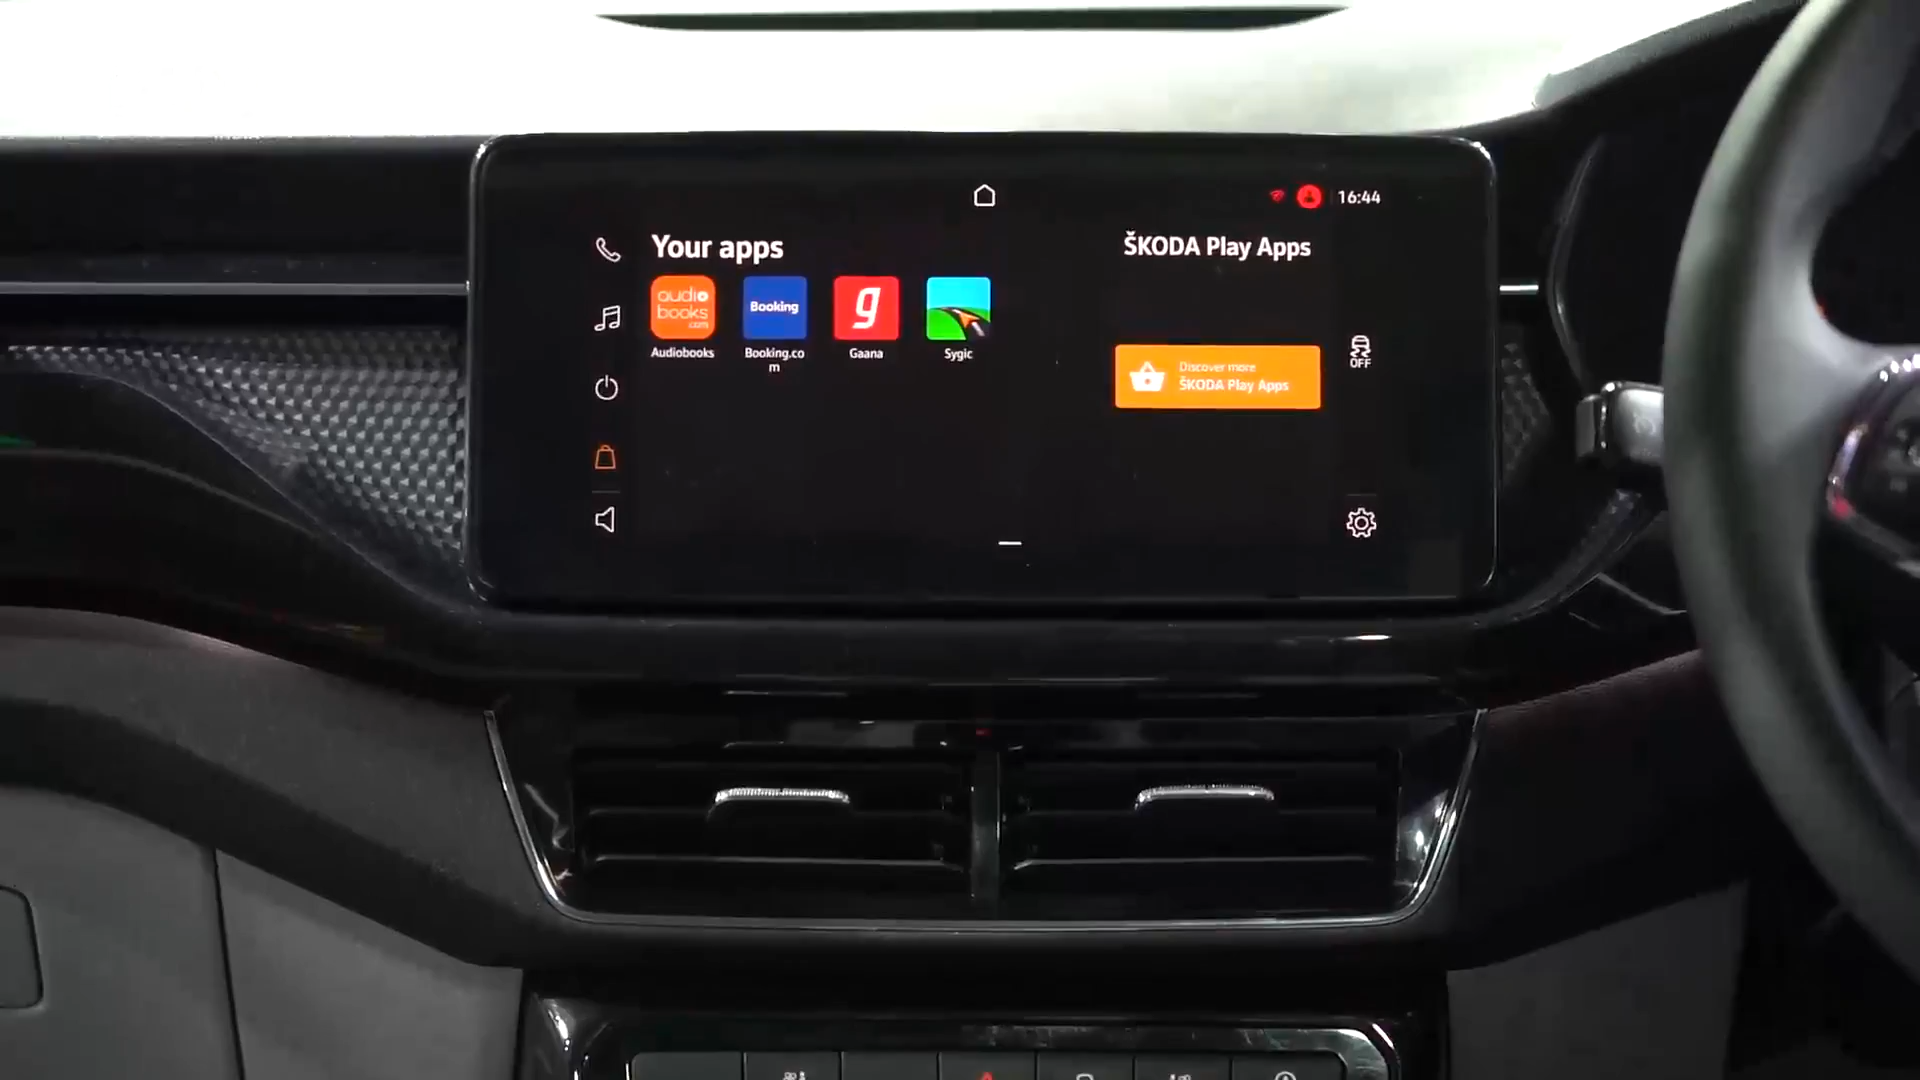 16:44
Your apps
ŠKODA Play Apps
audio
books
.com
Booking
g
Audiobooks
Booking.co
m
Gaana
Sygic
Discover more
ŠKODA Play Apps
OFF